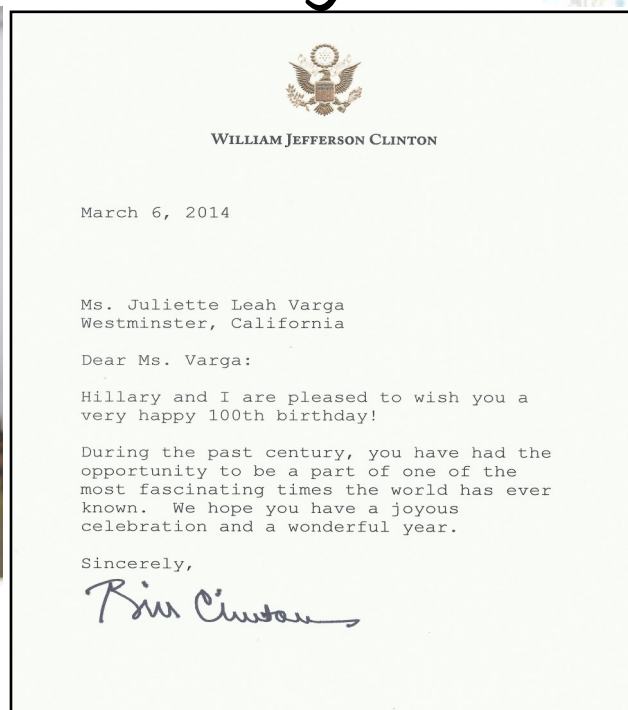 WILLIAM JEFFERSON CLINTON
March 6, 2014
Ms. Juliette Leah Varga
Westminster, California
Dear Ms. Varga:
Hillary and I are pleased to wish you a
very happy 100th birthday!
During the past century, you have had the
opportunity to be a part of one of the
most fascinating times the world has ever
known.  We hope you have a joyous
celebration and a wonderful year.
Sincerely,
Bill Clinton